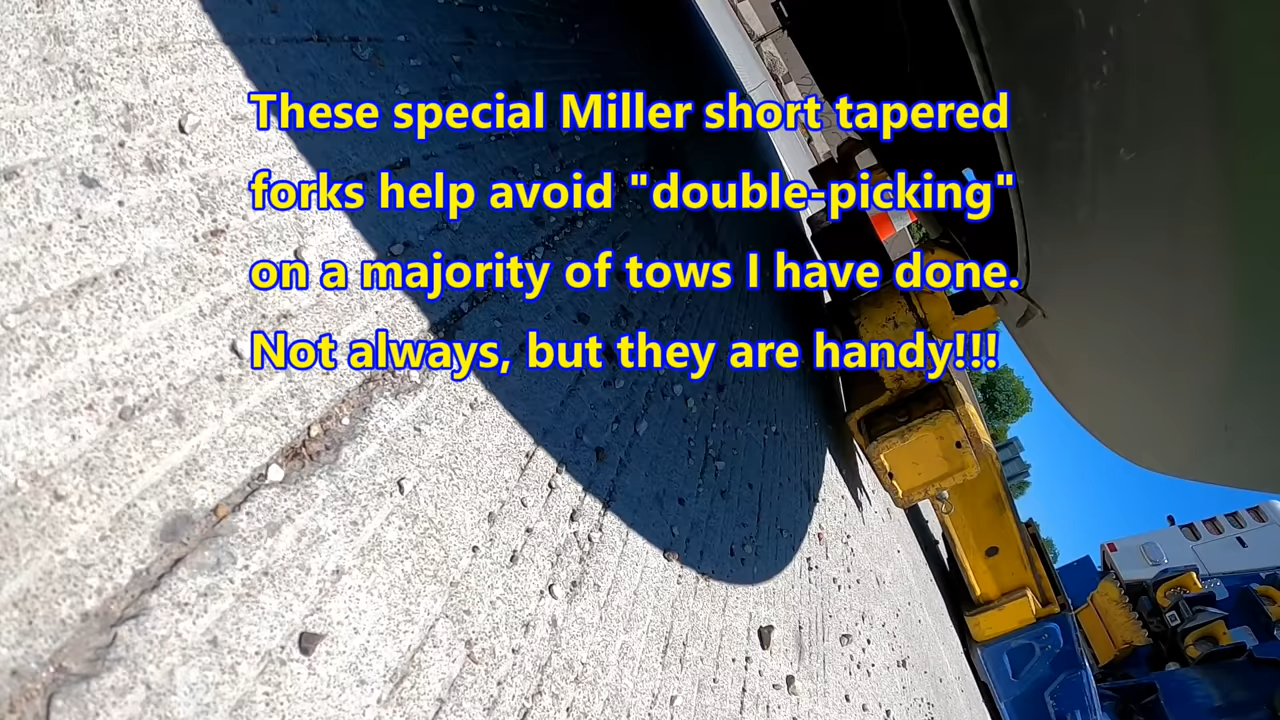 These special Miller short tapered
forks help avoid "double-picking"
on a majority of tows I have done.
Not always, but they are handy!!!